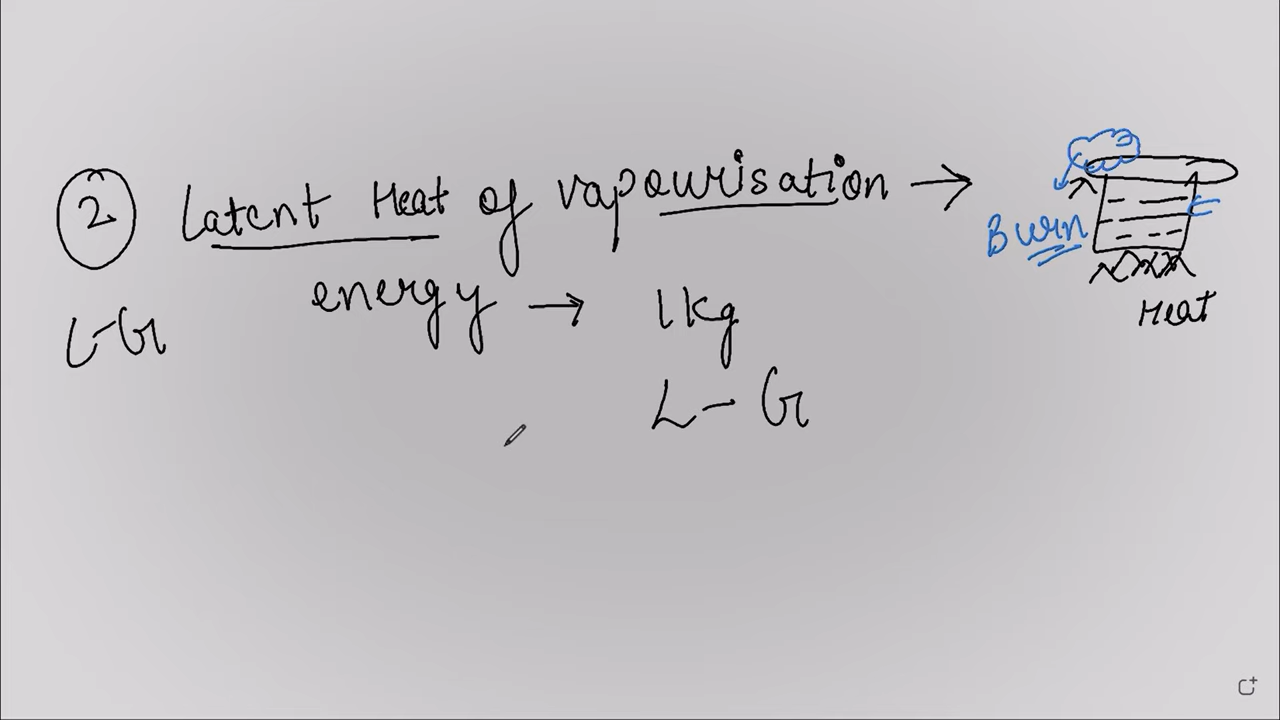 2 Latent Heat of vapourisation →
Burn
energy → 1kg
Heat
L-G
L - G